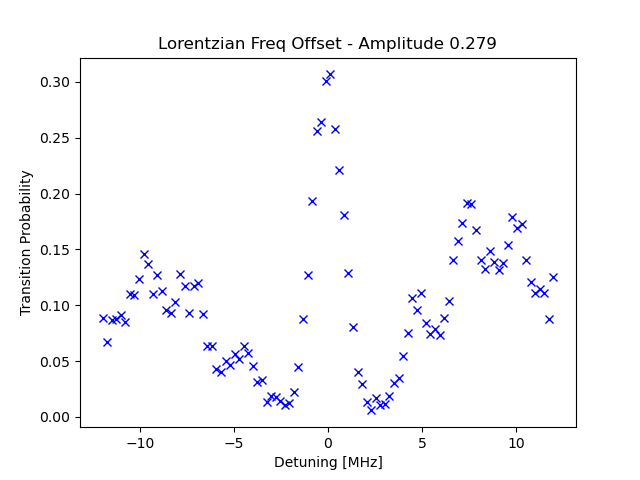 Lorentzian Freq Offset - Amplitude 0.279
Transition Probability
0.30
0.25
0.20
0.15
0.10
0.05
0.00
−10 −5 0 5 10
Detuning [MHz]